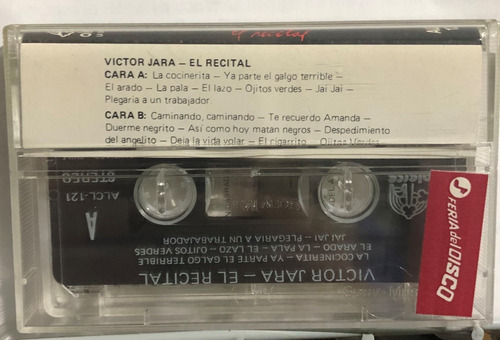 el recital
VICTOR JARA — EL RECITAL
CARA A: La cocinerita — Ya parte el galgo terrible —
El arado — La pala — El lazo — Ojitos verdes — Jai Jai —
Plegaria a un trabajador
CARA B: Caminando, caminando — Te recuerdo Amanda —
Duerme negrito — Así como hoy matan negros — Despedimento
del angelito — Deja la vida volar — El cigarrito — Ojitos Verdes
VICTOR JARA — EL RECITAL
LA COCINERITA — YA PARTE EL GALGO TERRIBLE
EL ARADO — LA PALLA — EL LAZO — OJITOS VERDES
JAI JAI — PLEGARIA A UN TRABAJADOR
A
ALCL-121
STEREO
FERIA del DISCO